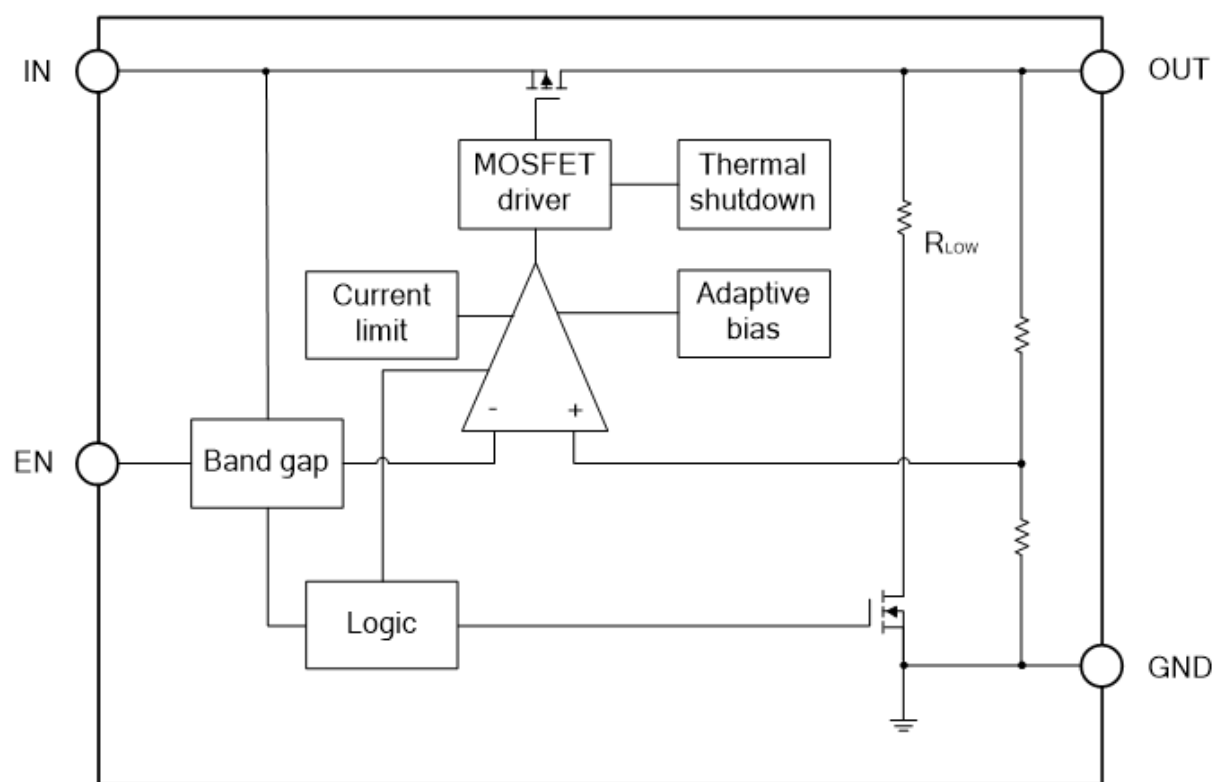 IN
OUT
MOSFET
driver
Thermal
shutdown
RLOW
Current
limit
Adaptive
bias
-
+
EN
Band gap
Logic
GND